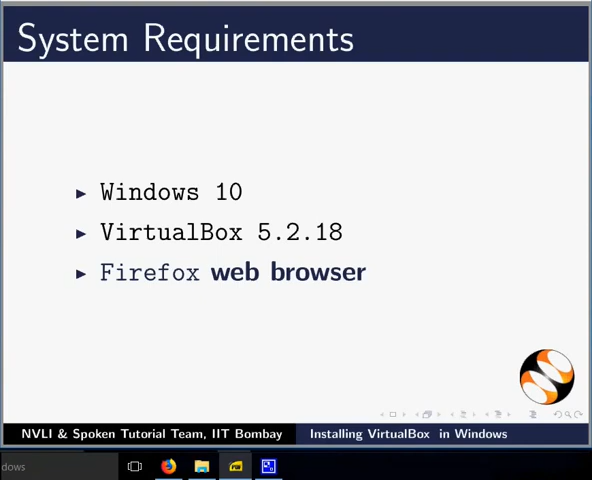 System Requirements
Windows 10
VirtualBox 5.2.18
Firefox web browser
NVLI & Spoken Tutorial Team, IIT Bombay
Installing VirtualBox in Windows
dows